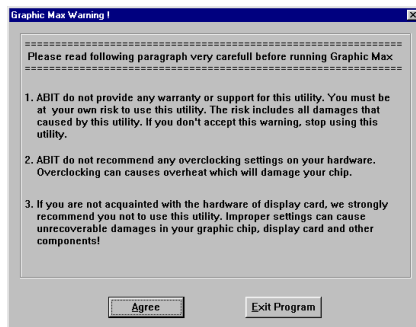 Graphic Max Warning !
===================================================
Please read following paragraph very carefull before running Graphic Max
===================================================
1. ABIT do not provide any warranty or support for this utility. You must be
at your own risk to use this utility. The risk includes all damages that
caused by this utility. If you don't accept this warning, stop using this
utility.
2. ABIT do not recommend any overclocking settings on your hardware.
Overclocking can causes overheat which will damage your chip.
3. If you are not acquainted with the hardware of display card, we strongly
recommend you not to use this utility. Improper settings can cause
unrecoverable damages in your graphic chip, display card and other
components!
Agree
Exit Program